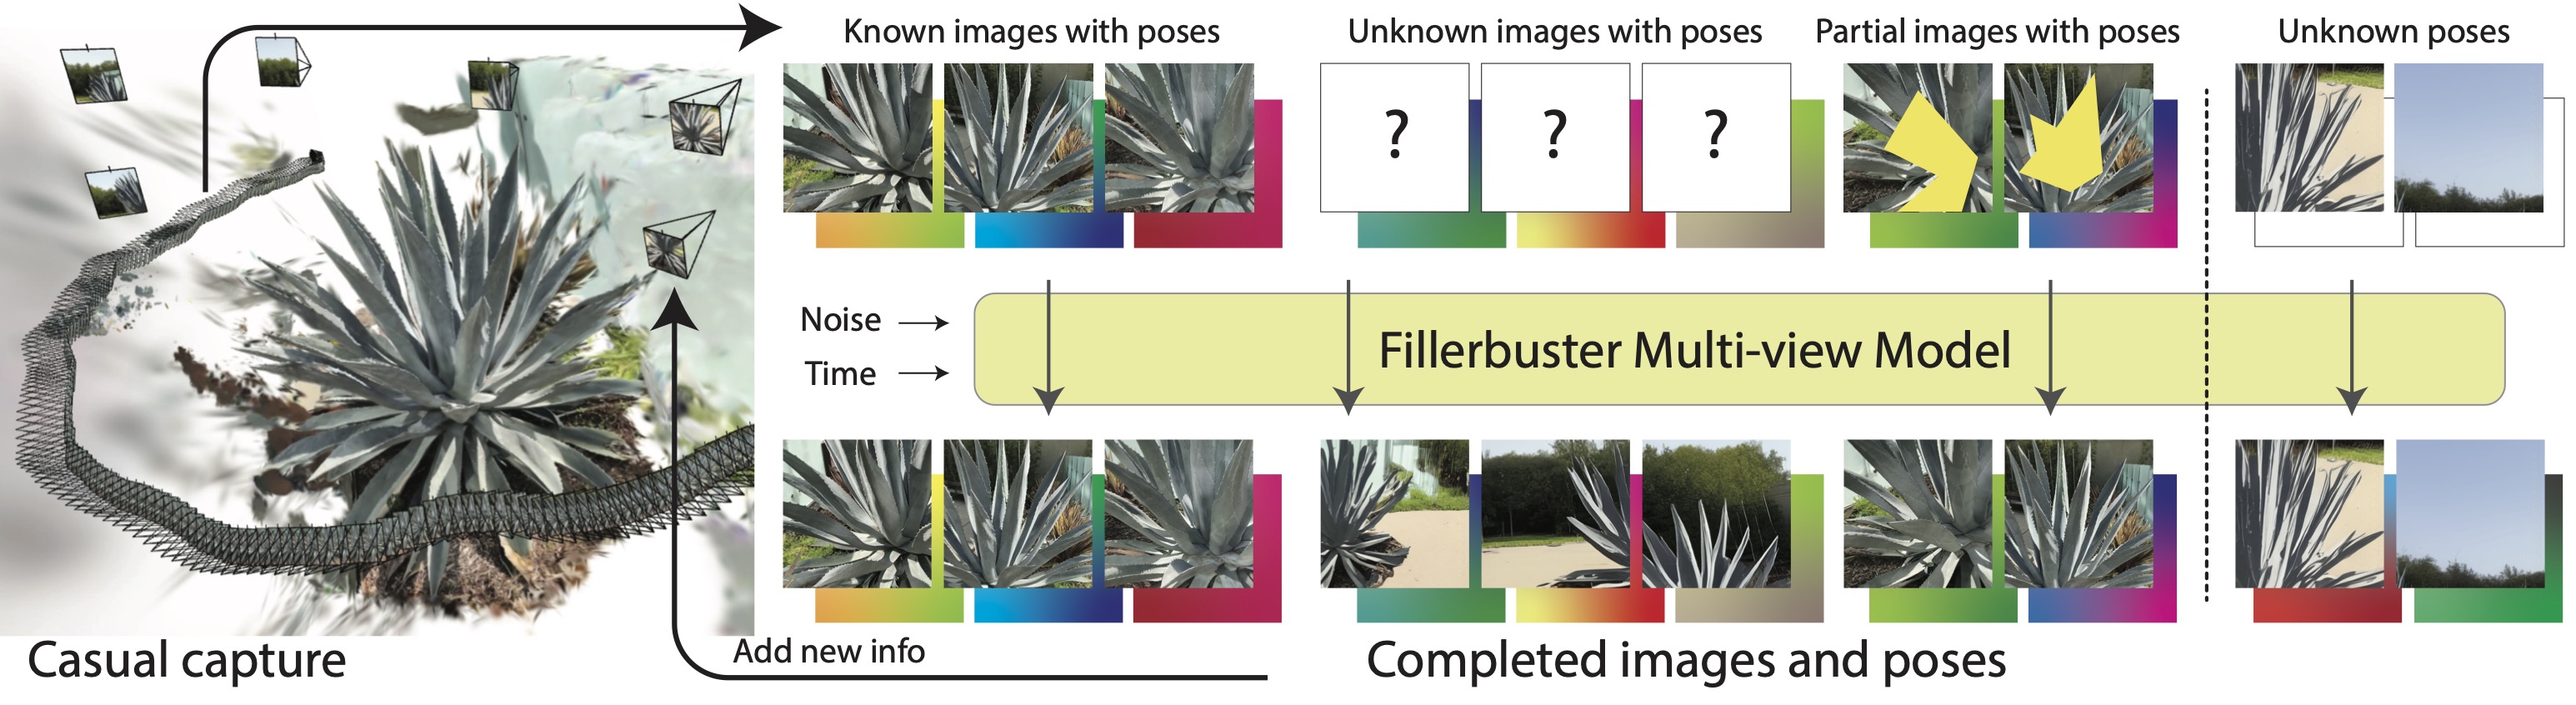 Known images with poses
Unknown images with poses
Partial images with poses
Unknown poses
?
?
?
Noise
Time
Fillerbuster Multi-view Model
Add new info
Casual capture
Completed images and poses